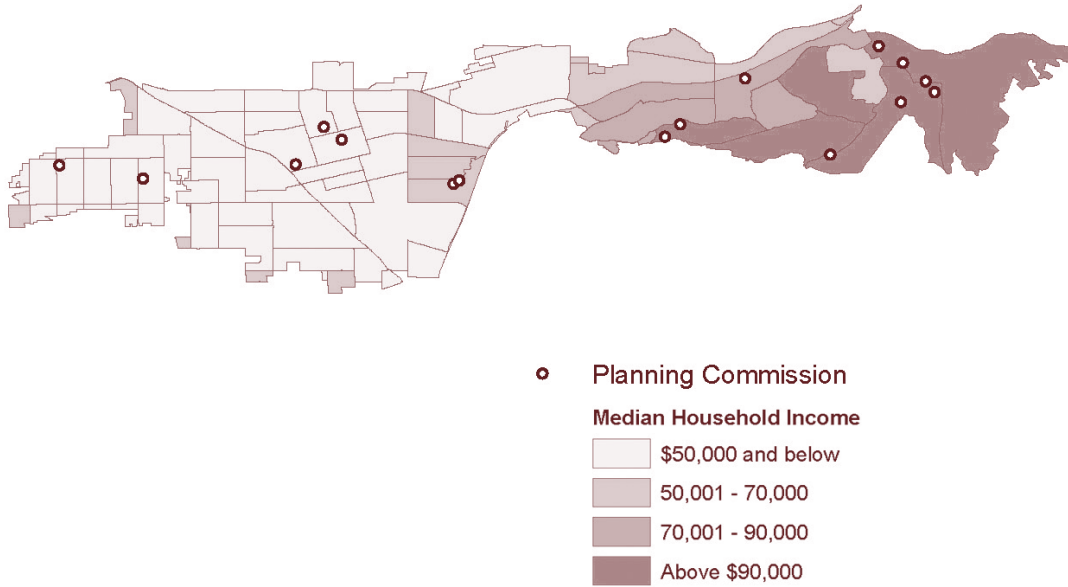 Planning Commission
Median Household Income
$50,000 and below
50,001 - 70,000
70,001 - 90,000
Above $90,000